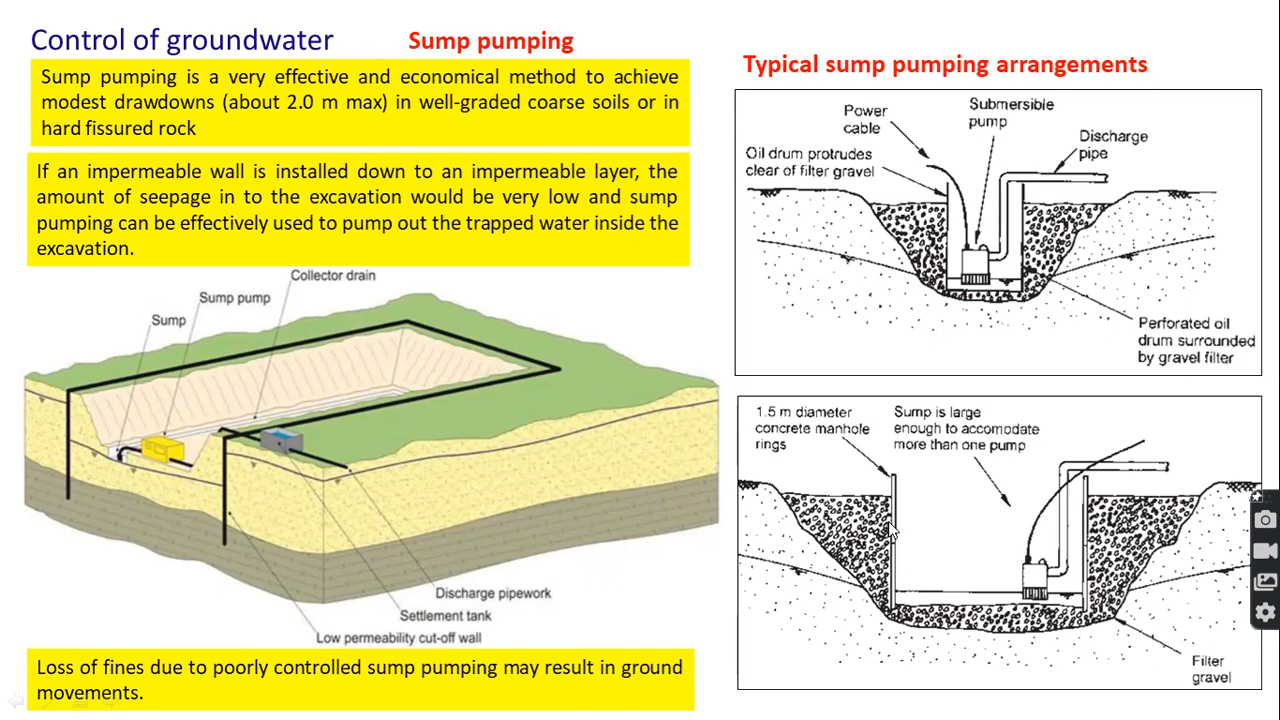 Control of groundwater
Sump pumping
Sump pumping is a very effective and economical method to achieve
modest drawdowns (about 2.0 m max) in well-graded coarse soils or in
hard fissured rock
If an impermeable wall is installed down to an impermeable layer, the
amount of seepage in to the excavation would be very low and sump
pumping can be effectively used to pump out the trapped water inside the
excavation.
Collector drain
Sump pump
Sump
Discharge pipework
Settlement tank
Low permeability cut-off wall
Loss of fines due to poorly controlled sump pumping may result in ground
movements.
Typical sump pumping arrangements
Power
cable
Submersible
pump
Discharge
pipe
Oil drum protrudes
clear of filter gravel
Perforated oil
drum surrounded
by gravel filter
1.5 m diameter
concrete manhole
rings
Sump is large
enough to accomodate
more than one pump
Filter
gravel